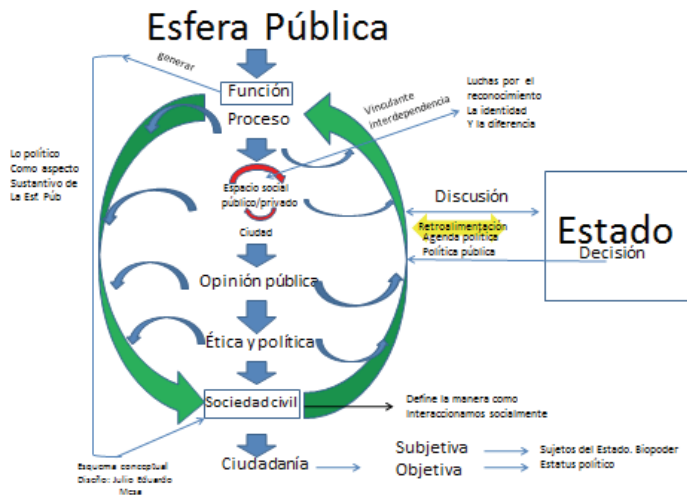 Esfera Pública
generar
Función
Proceso
Vinculante
interdependencia
Luchas por el
reconocimiento
La identidad
Y la diferencia
Lo político
Como aspecto
Sustantivo de
La Esf. Púb
Espacio social
público/privado
Ciudad
Discusión
Retroalimentación
Agenda política
Política pública
Estado
Decisión
Opinión pública
Ética y política
Sociedad civil
Define la manera como
Interaccionamos socialmente
Ciudadanía
Subjetiva
Objetiva
Sujetos del Estado. Biopoder
Estatus político
Esquema conceptual
Diseño: Julio Eduardo
Mesa